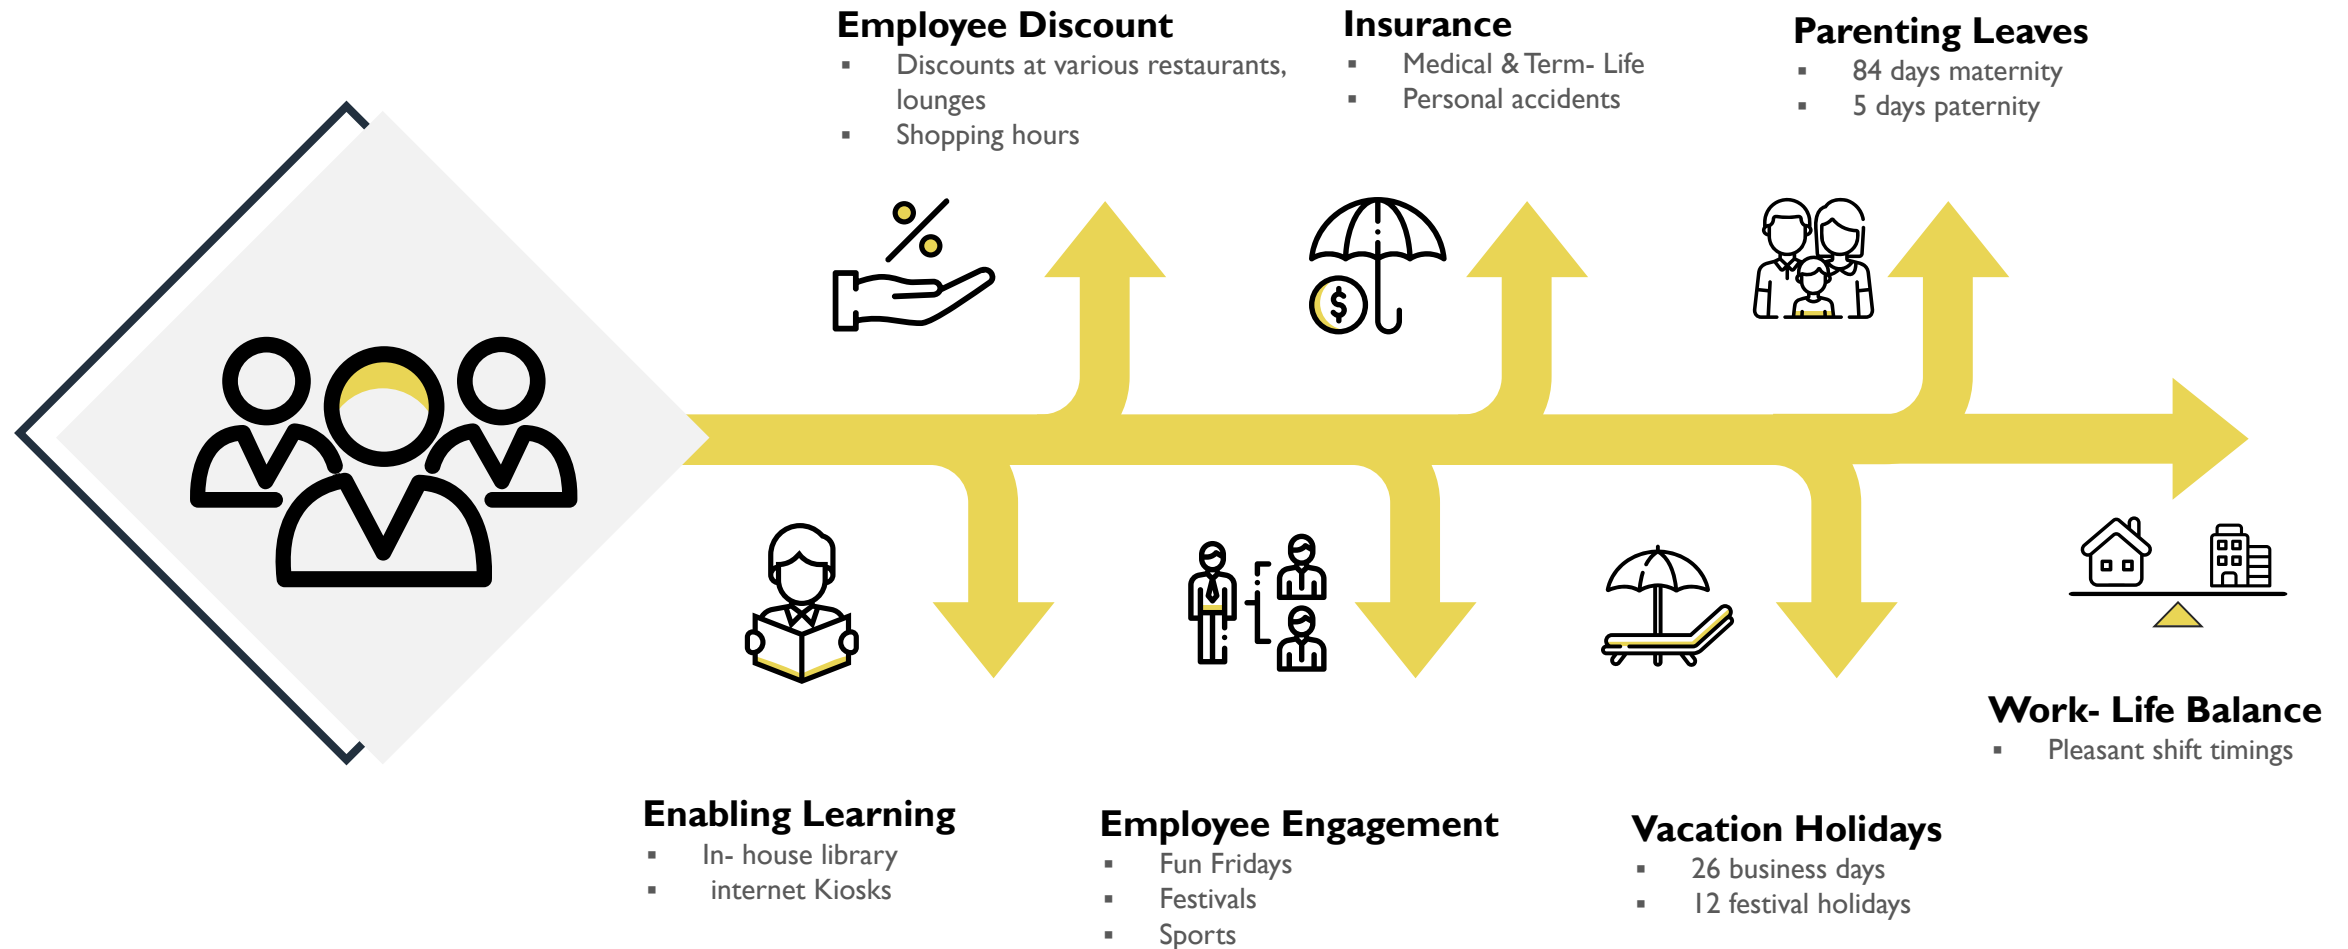 Employee Discount
▪ Discounts at various restaurants,
lounges
▪ Shopping hours
Insurance
▪ Medical & Term- Life
▪ Personal accidents
Parenting Leaves
▪ 84 days maternity
▪ 5 days paternity
$
Work- Life Balance
▪ Pleasant shift timings
Enabling Learning
▪ In- house library
▪ internet Kiosks
Employee Engagement
▪ Fun Fridays
▪ Festivals
▪ Sports
Vacation Holidays
▪ 26 business days
▪ 12 festival holidays